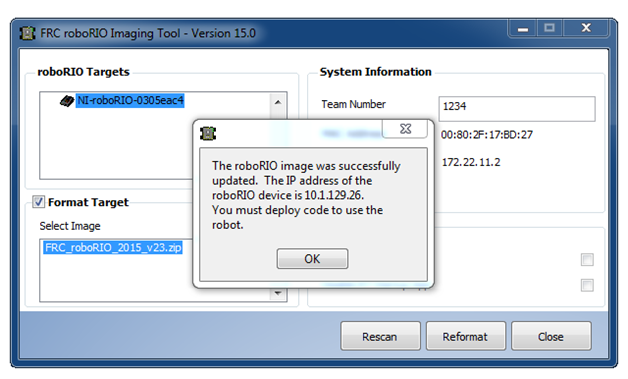 FRC roboRIO Imaging Tool - Version 15.0
roboRIO Targets
NI-roboRIO-0305eac4
System Information
Team Number
1234
00:80:2F:17:BD:27
172.22.11.2
The roboRIO image was successfully
updated. The IP address of the
roboRIO device is 10.1.129.26.
You must deploy code to use the
robot.
OK
Format Target
Select Image
FRC_roboRIO_2015_v23.zip
Rescan
Reformat
Close